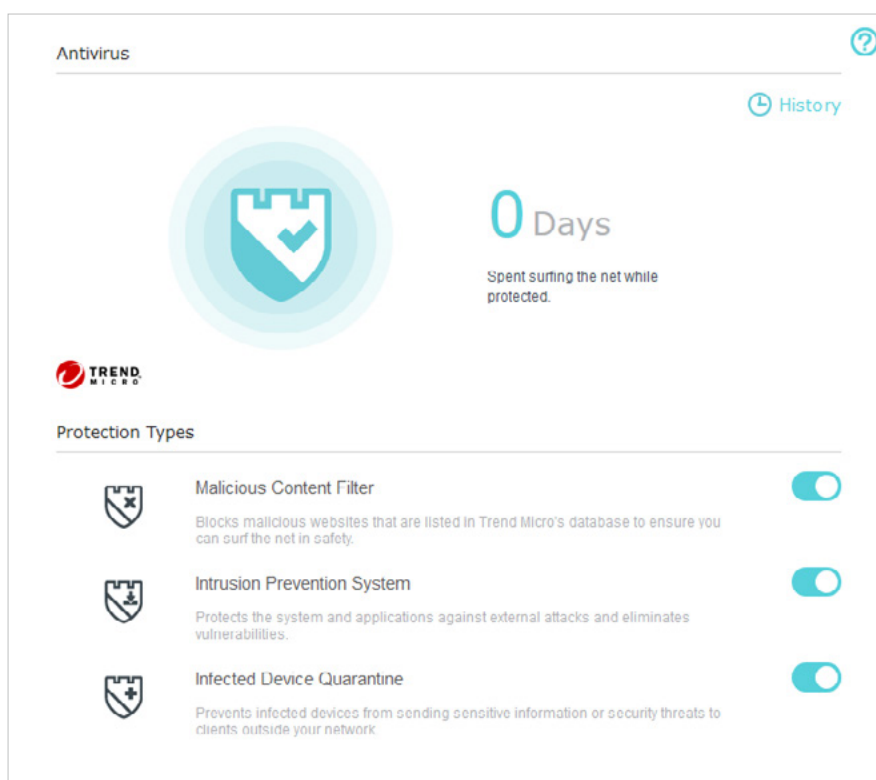 Antivirus
?
History
0 Days
Spent surfing the net while
protected.
TREND
MICRO
Protection Types
Malicious Content Filter
Blocks malicious websites that are listed in Trend Micro's database to ensure you
can surf the net in safety.
Intrusion Prevention System
Protects the system and applications against external attacks and eliminates
vulnerabilities.
Infected Device Quarantine
Prevents infected devices from sending sensitive information or security threats to
clients outside your network.